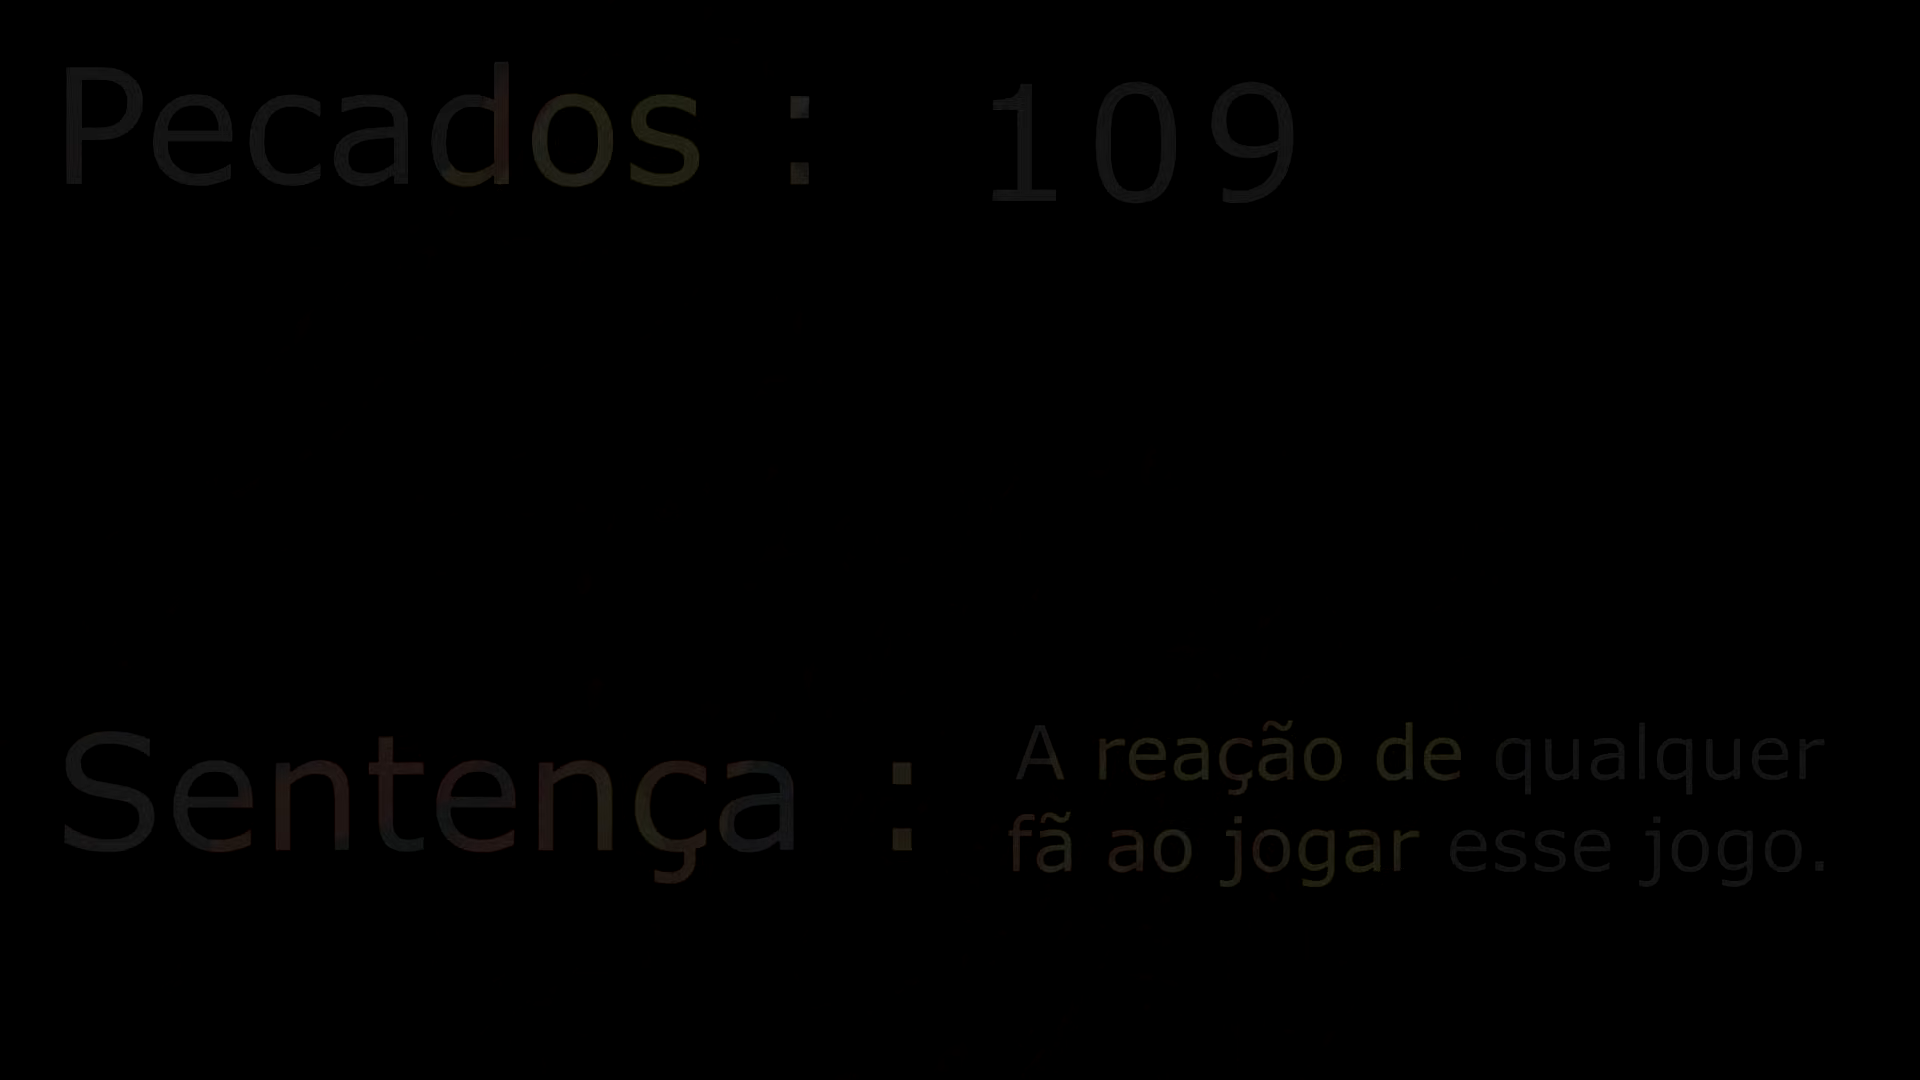 Pecados : 109
Sentença : A reação de qualquer
fã ao jogar esse jogo.